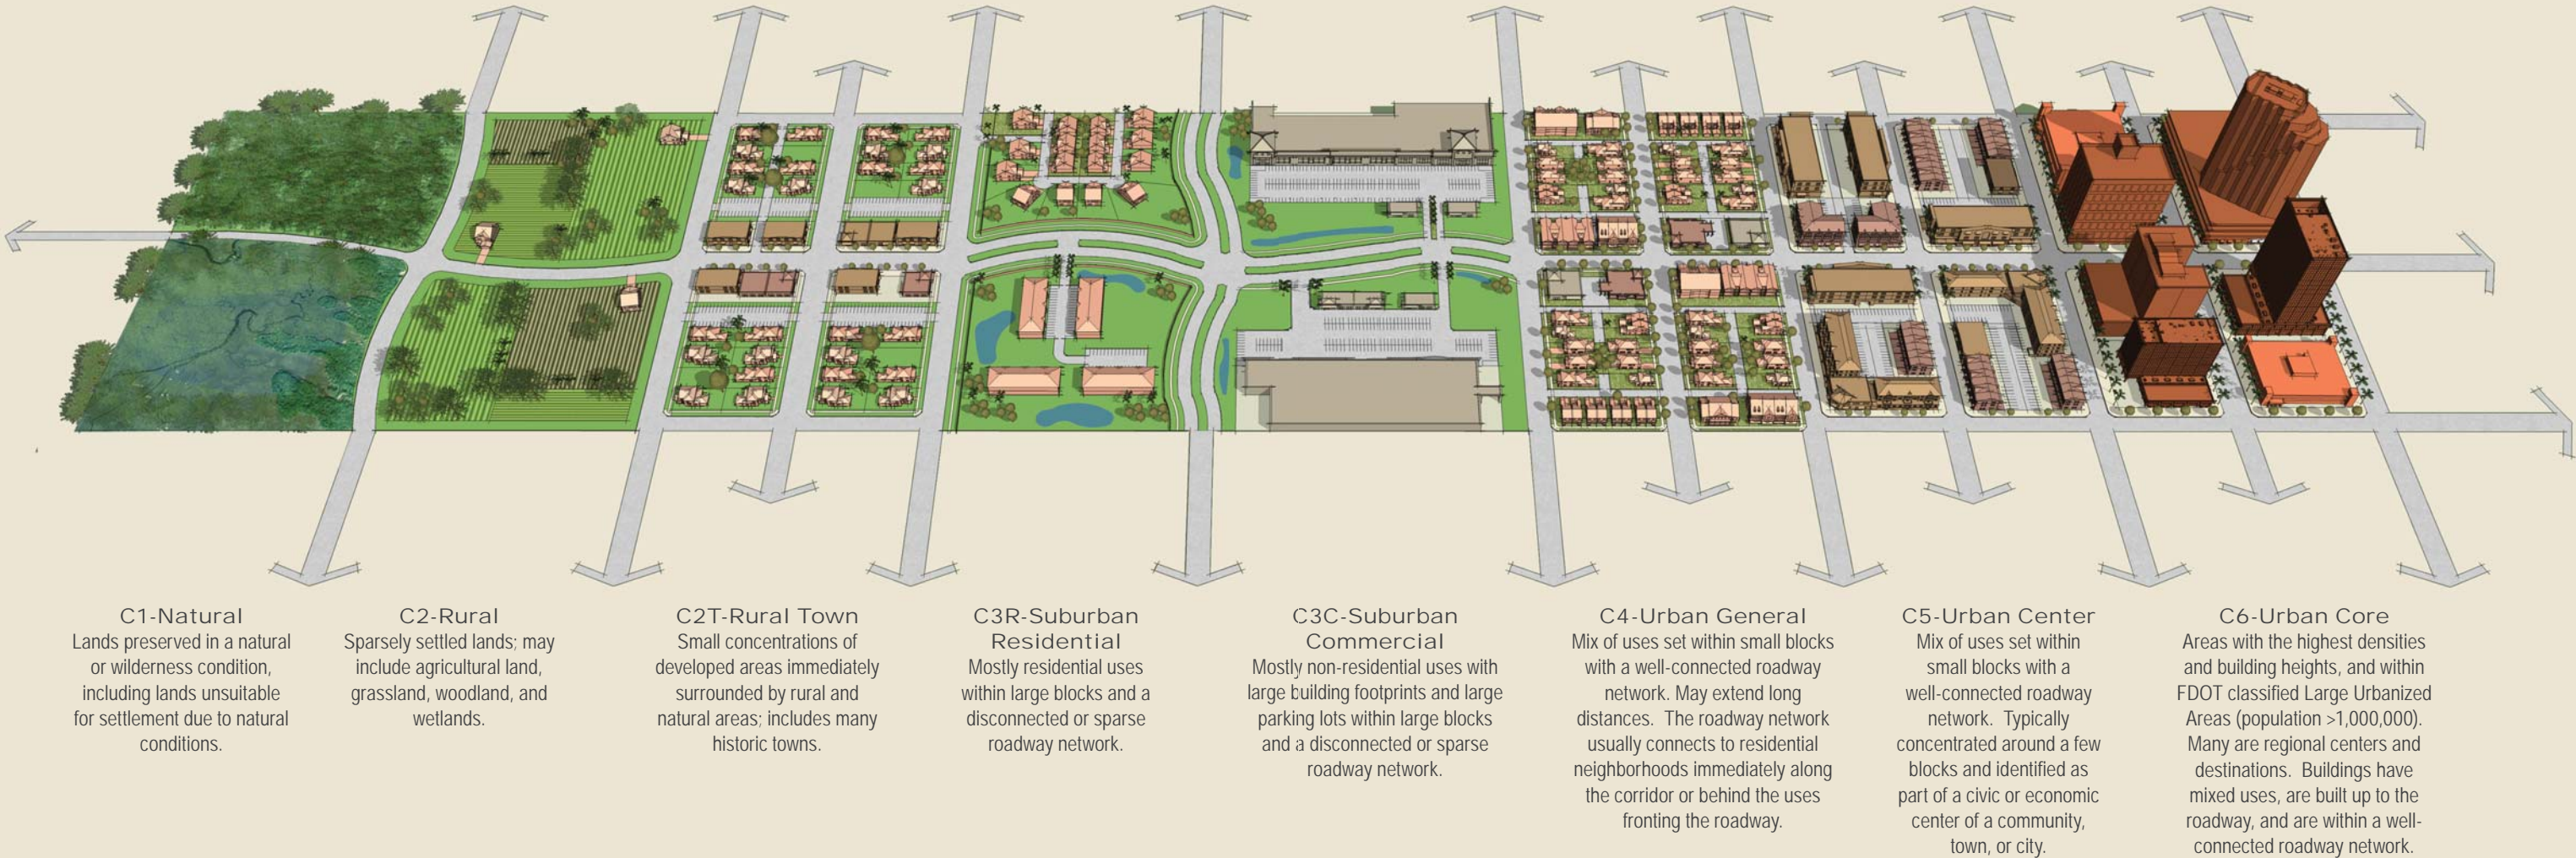 C1-Natural
Lands preserved in a natural
or wilderness condition,
including lands unsuitable
for settlement due to natural
conditions.
C2-Rural
Sparsely settled lands; may
include agricultural land,
grassland, woodland, and
wetlands.
C2T-Rural Town
Small concentrations of
developed areas immediately
surrounded by rural and
natural areas; includes many
historic towns.
C3R-Suburban
Residential
Mostly residential uses
within large blocks and a
disconnected or sparse
roadway network.
C3C-Suburban
Commercial
Mostly non-residential uses with
large building footprints and large
parking lots within large blocks
and a disconnected or sparse
roadway network.
C4-Urban General
Mix of uses set within small blocks
with a well-connected roadway
network. May extend long
distances. The roadway network
usually connects to residential
neighborhoods immediately along
the corridor or behind the uses
fronting the roadway.
C5-Urban Center
Mix of uses set within
small blocks with a
well-connected roadway
network. Typically
concentrated around a few
blocks and identified as
part of a civic or economic
center of a community,
town, or city.
C6-Urban Core
Areas with the highest densities
and building heights, and within
FDOT classified Large Urbanized
Areas (population >1,000,000).
Many are regional centers and
destinations. Buildings have
mixed uses, are built up to the
roadway, and are within a well-
connected roadway network.